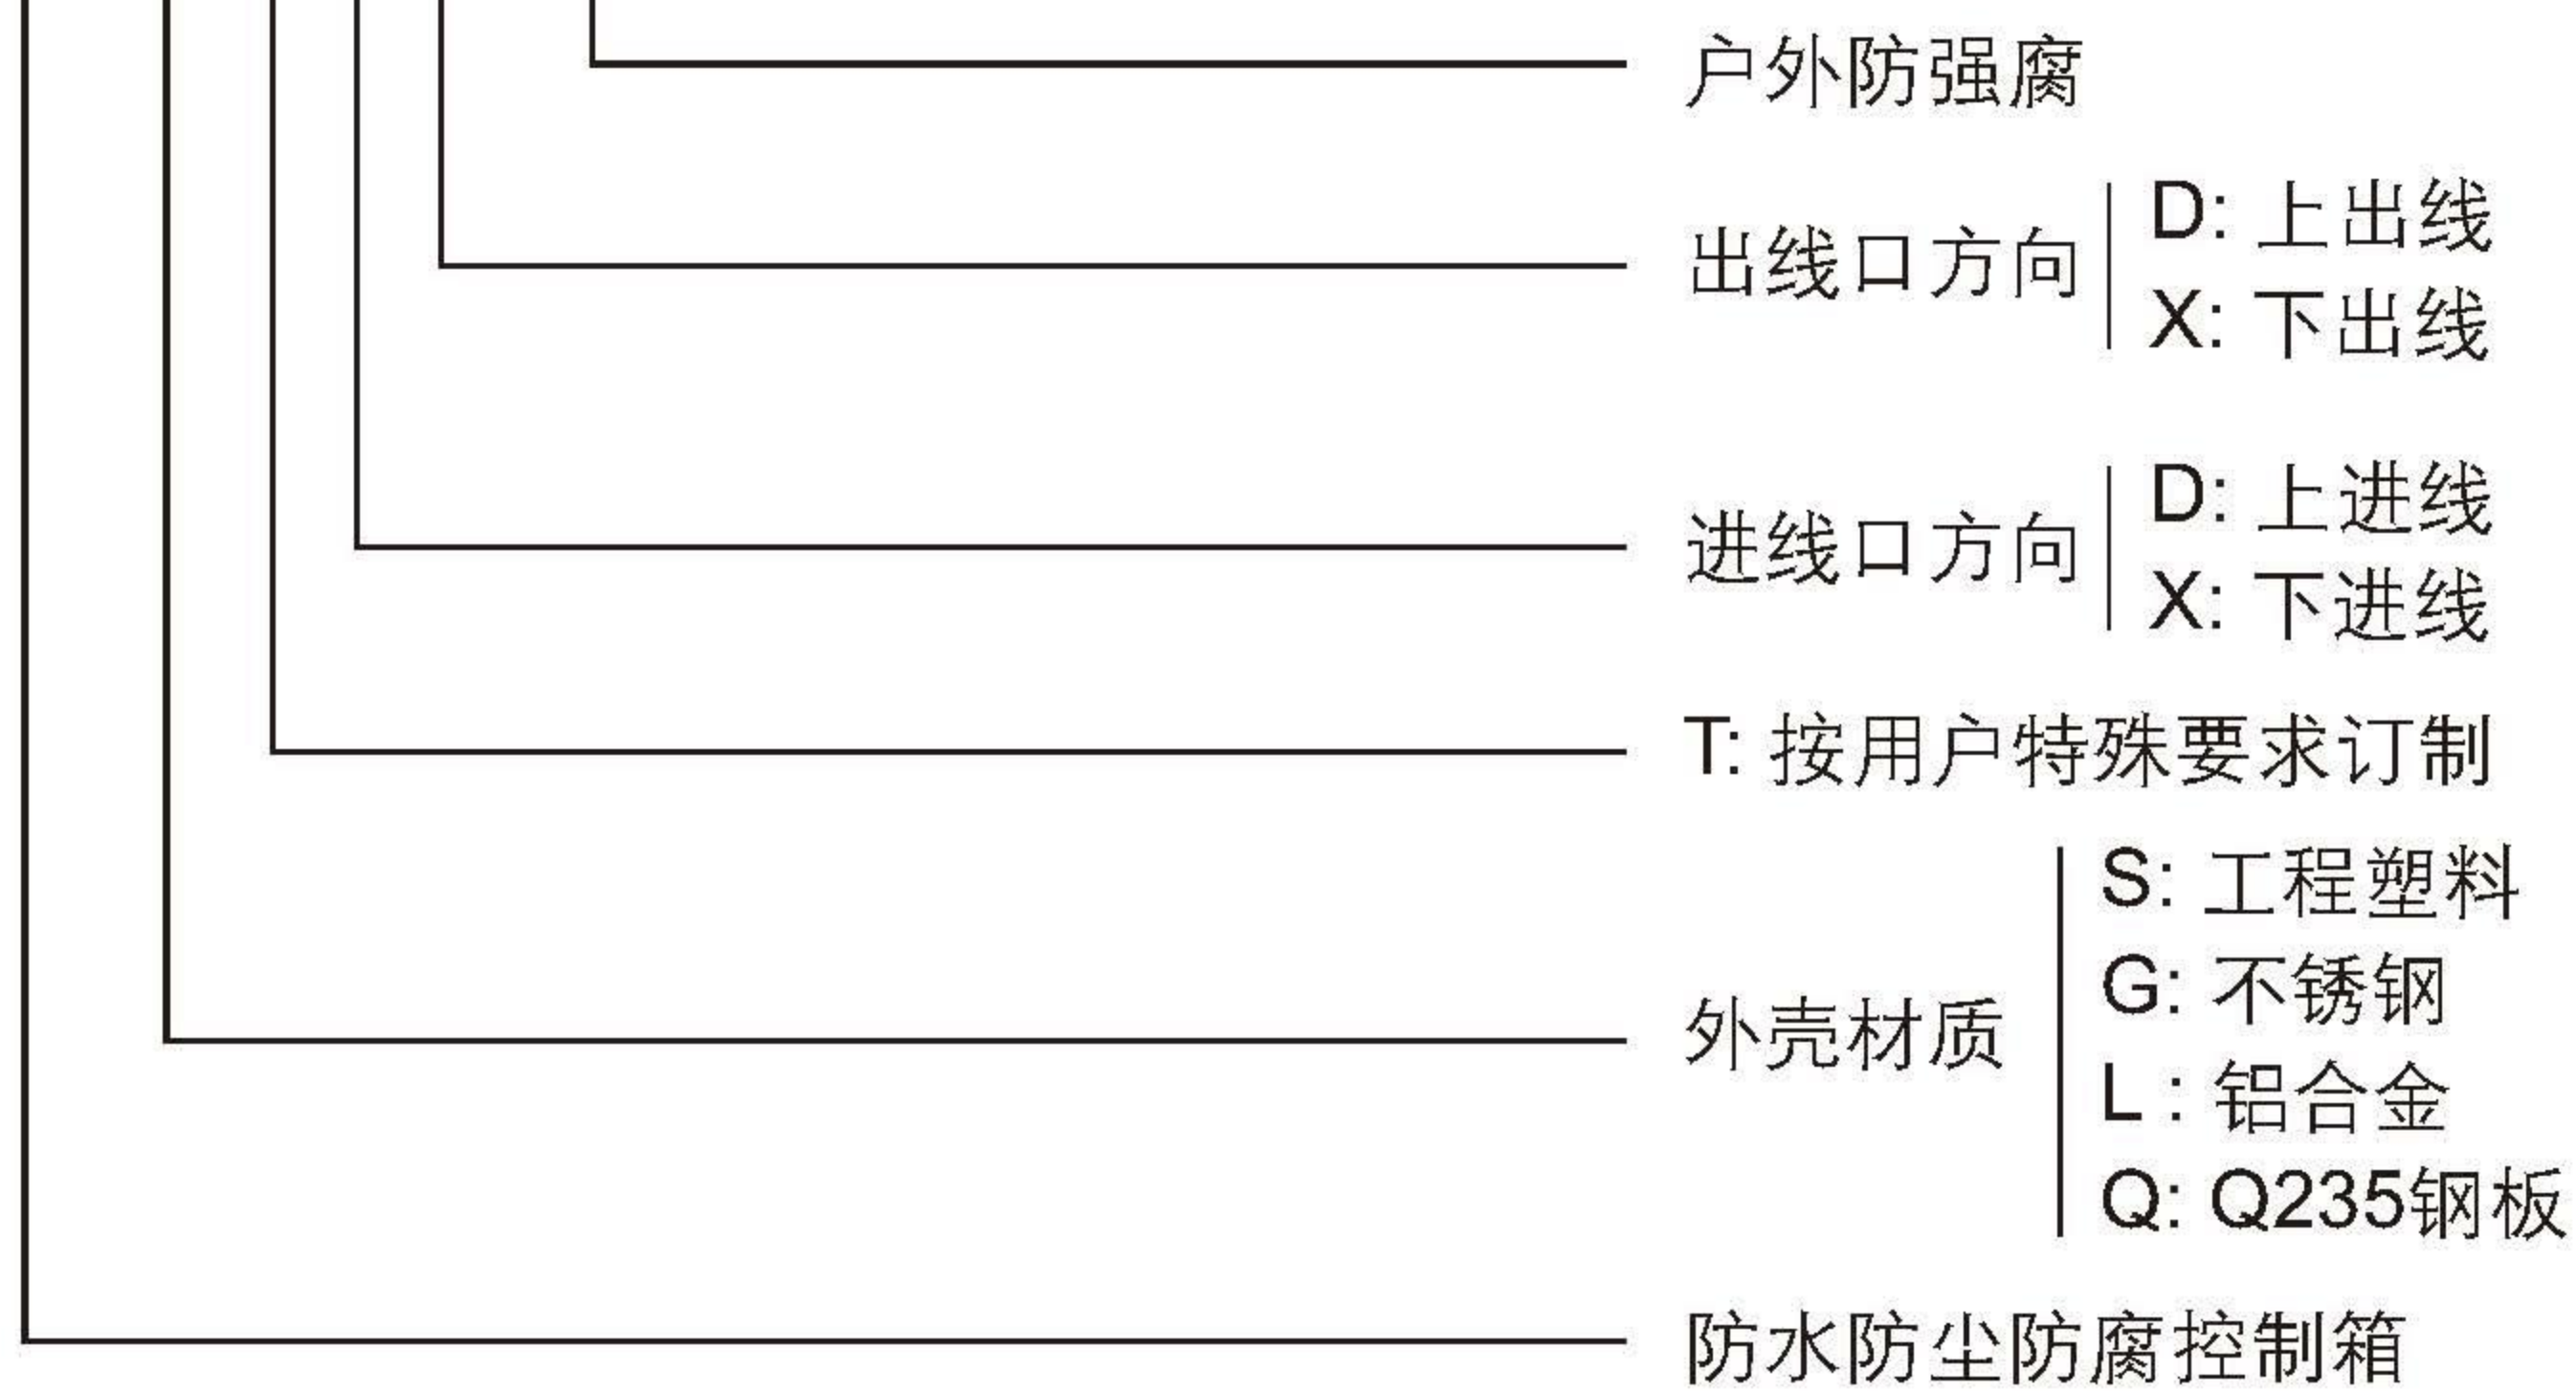 户外防强腐
D: 上出线
出线口方向
X: 下出线
D: 上进线
进线口方向
X: 下进线
T: 按用户特殊要求订制
S: 工程塑料
G: 不锈钢
外壳材质
L: 铝合金
Q: Q235钢板
防水防尘防腐控制箱